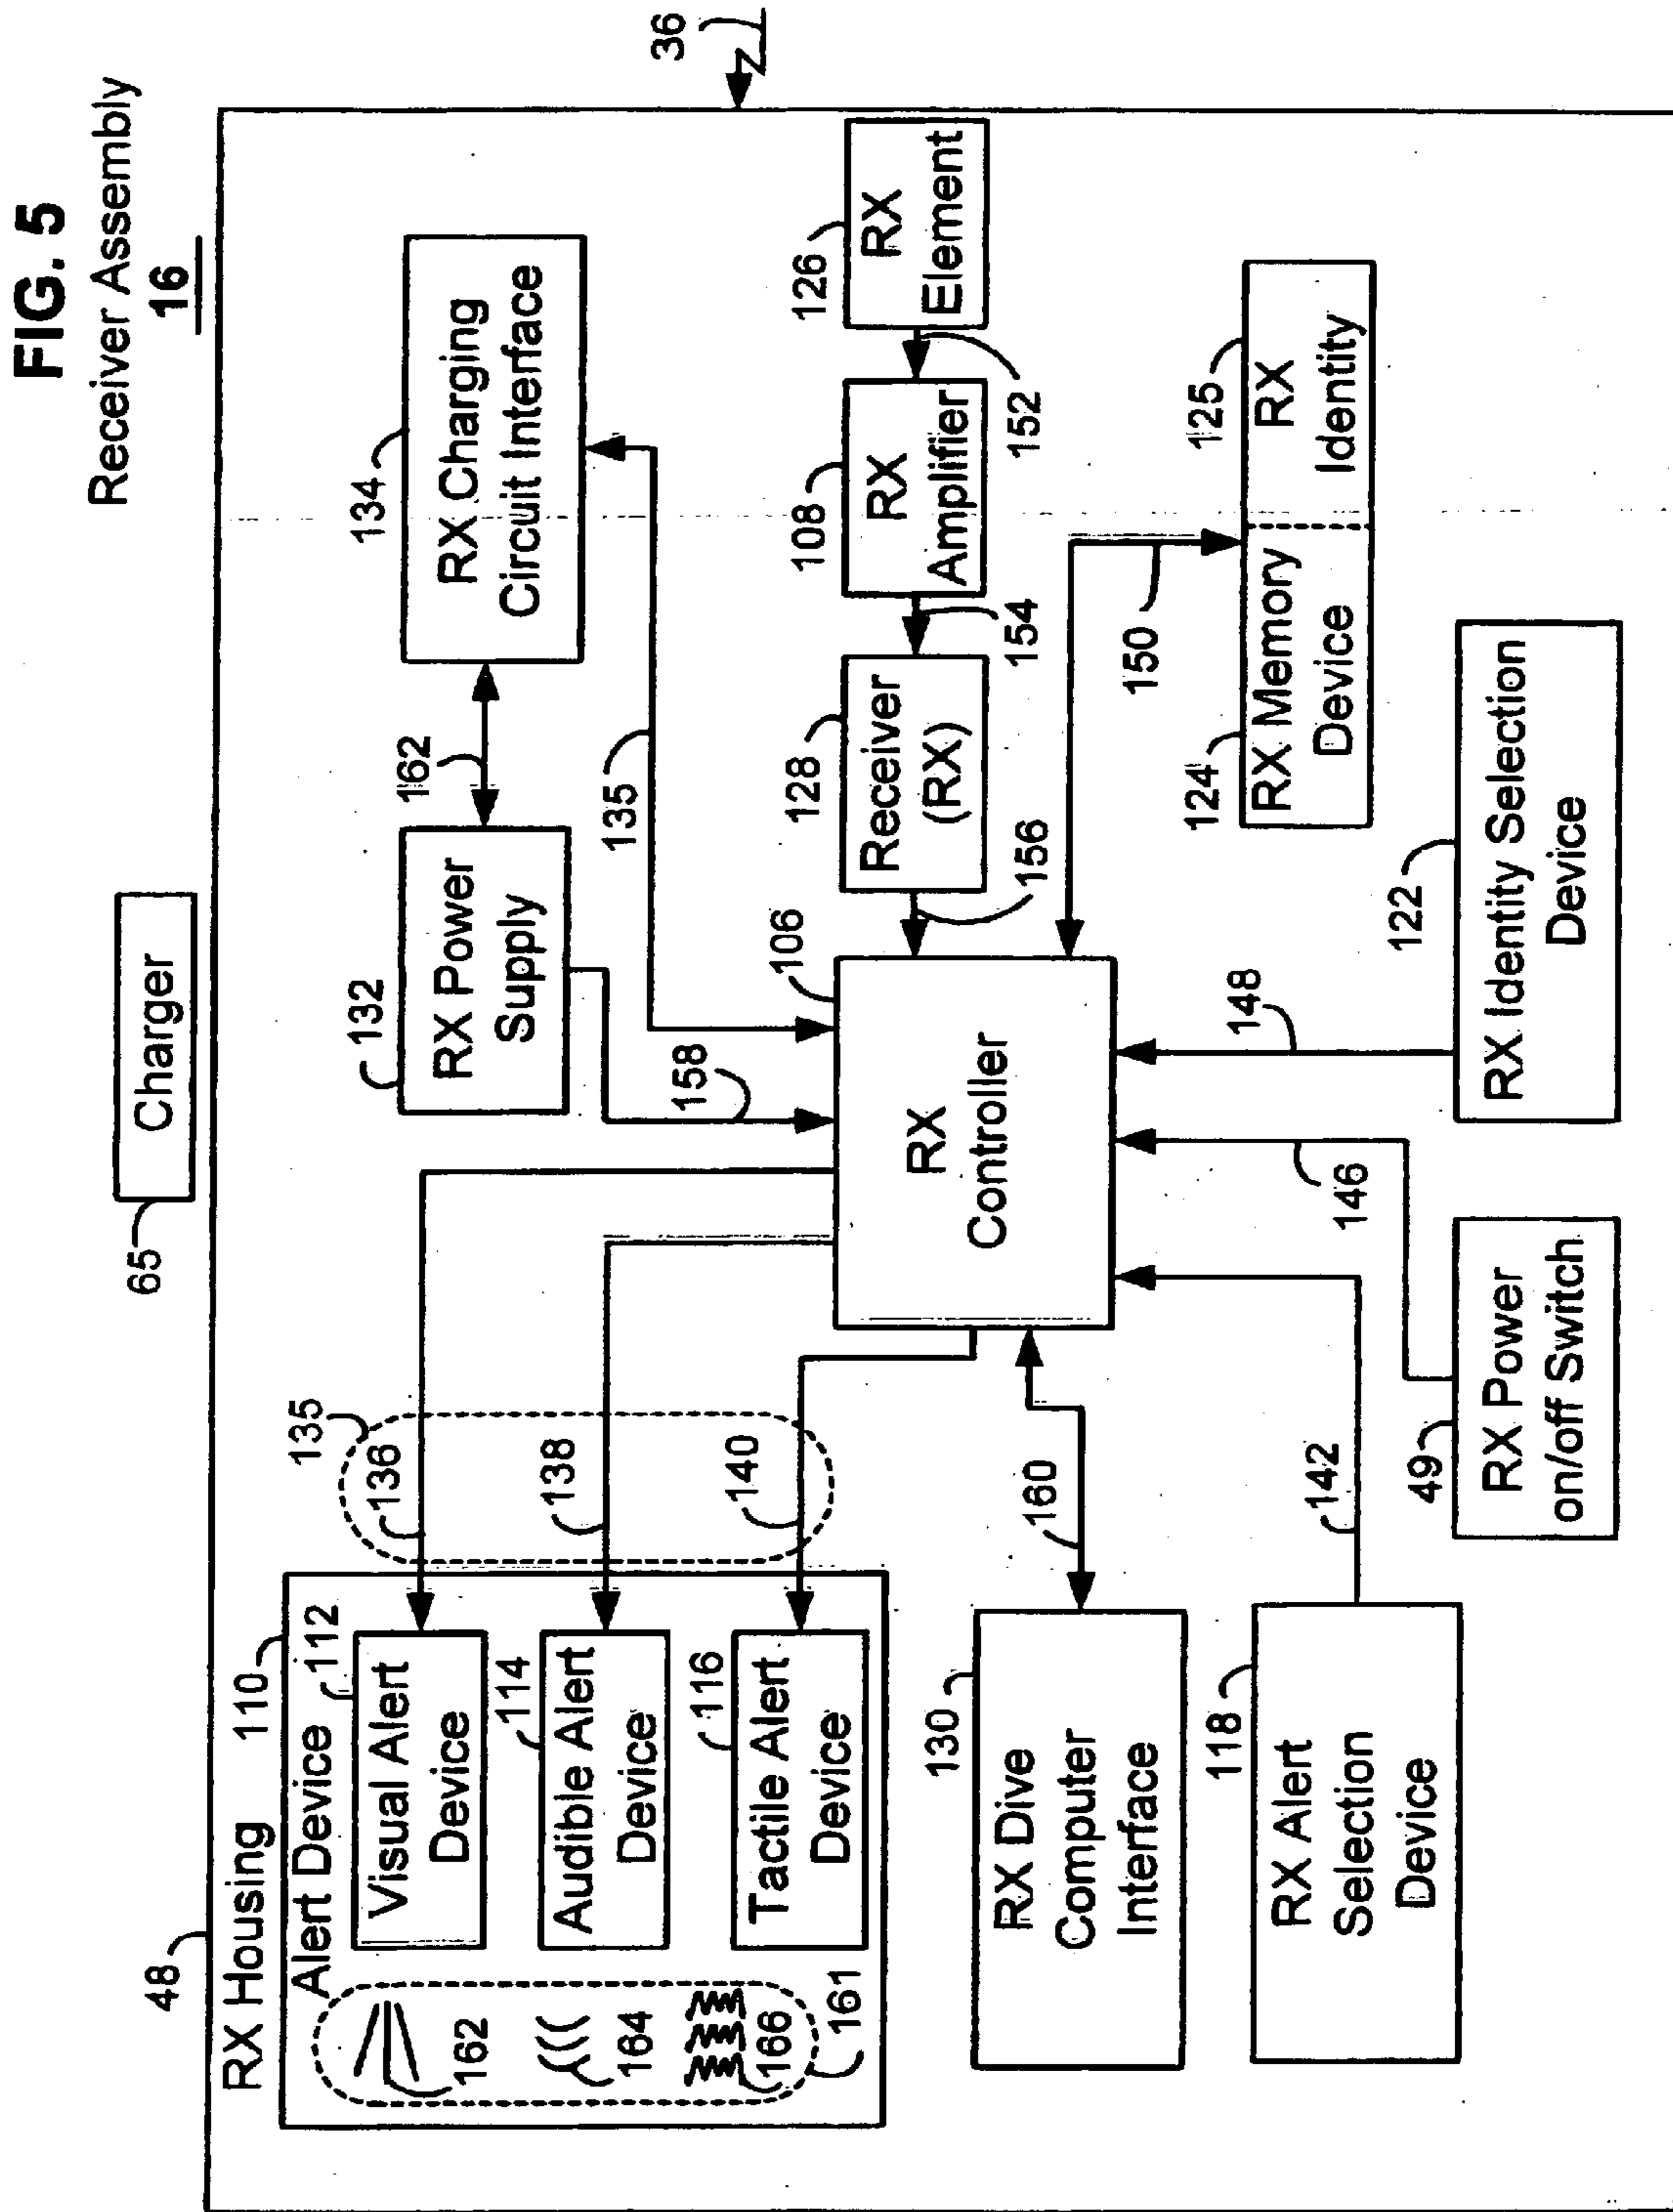 FIG. 5
Receiver Assembly
16
36
65
Charger
48
RX Housing
110
Alert Device
112
Visual Alert
Device
114
Audible Alert
Device
116
Tactile Alert
Device
162
164
166
161
135
136
138
140
132
RX Power
Supply
162
134
RX Charging
Circuit Interface
135
158
106
RX
Controller
156
128
Receiver
(RX)
154
108
RX
Amplifier
152
126
RX
Element
150
124
RX Memory
Device
125
RX
Identity
130
RX Dive
Computer
Interface
160
118
RX Alert
Selection
Device
142
49
RX Power
on/off Switch
146
148
122
RX Identity Selection
Device